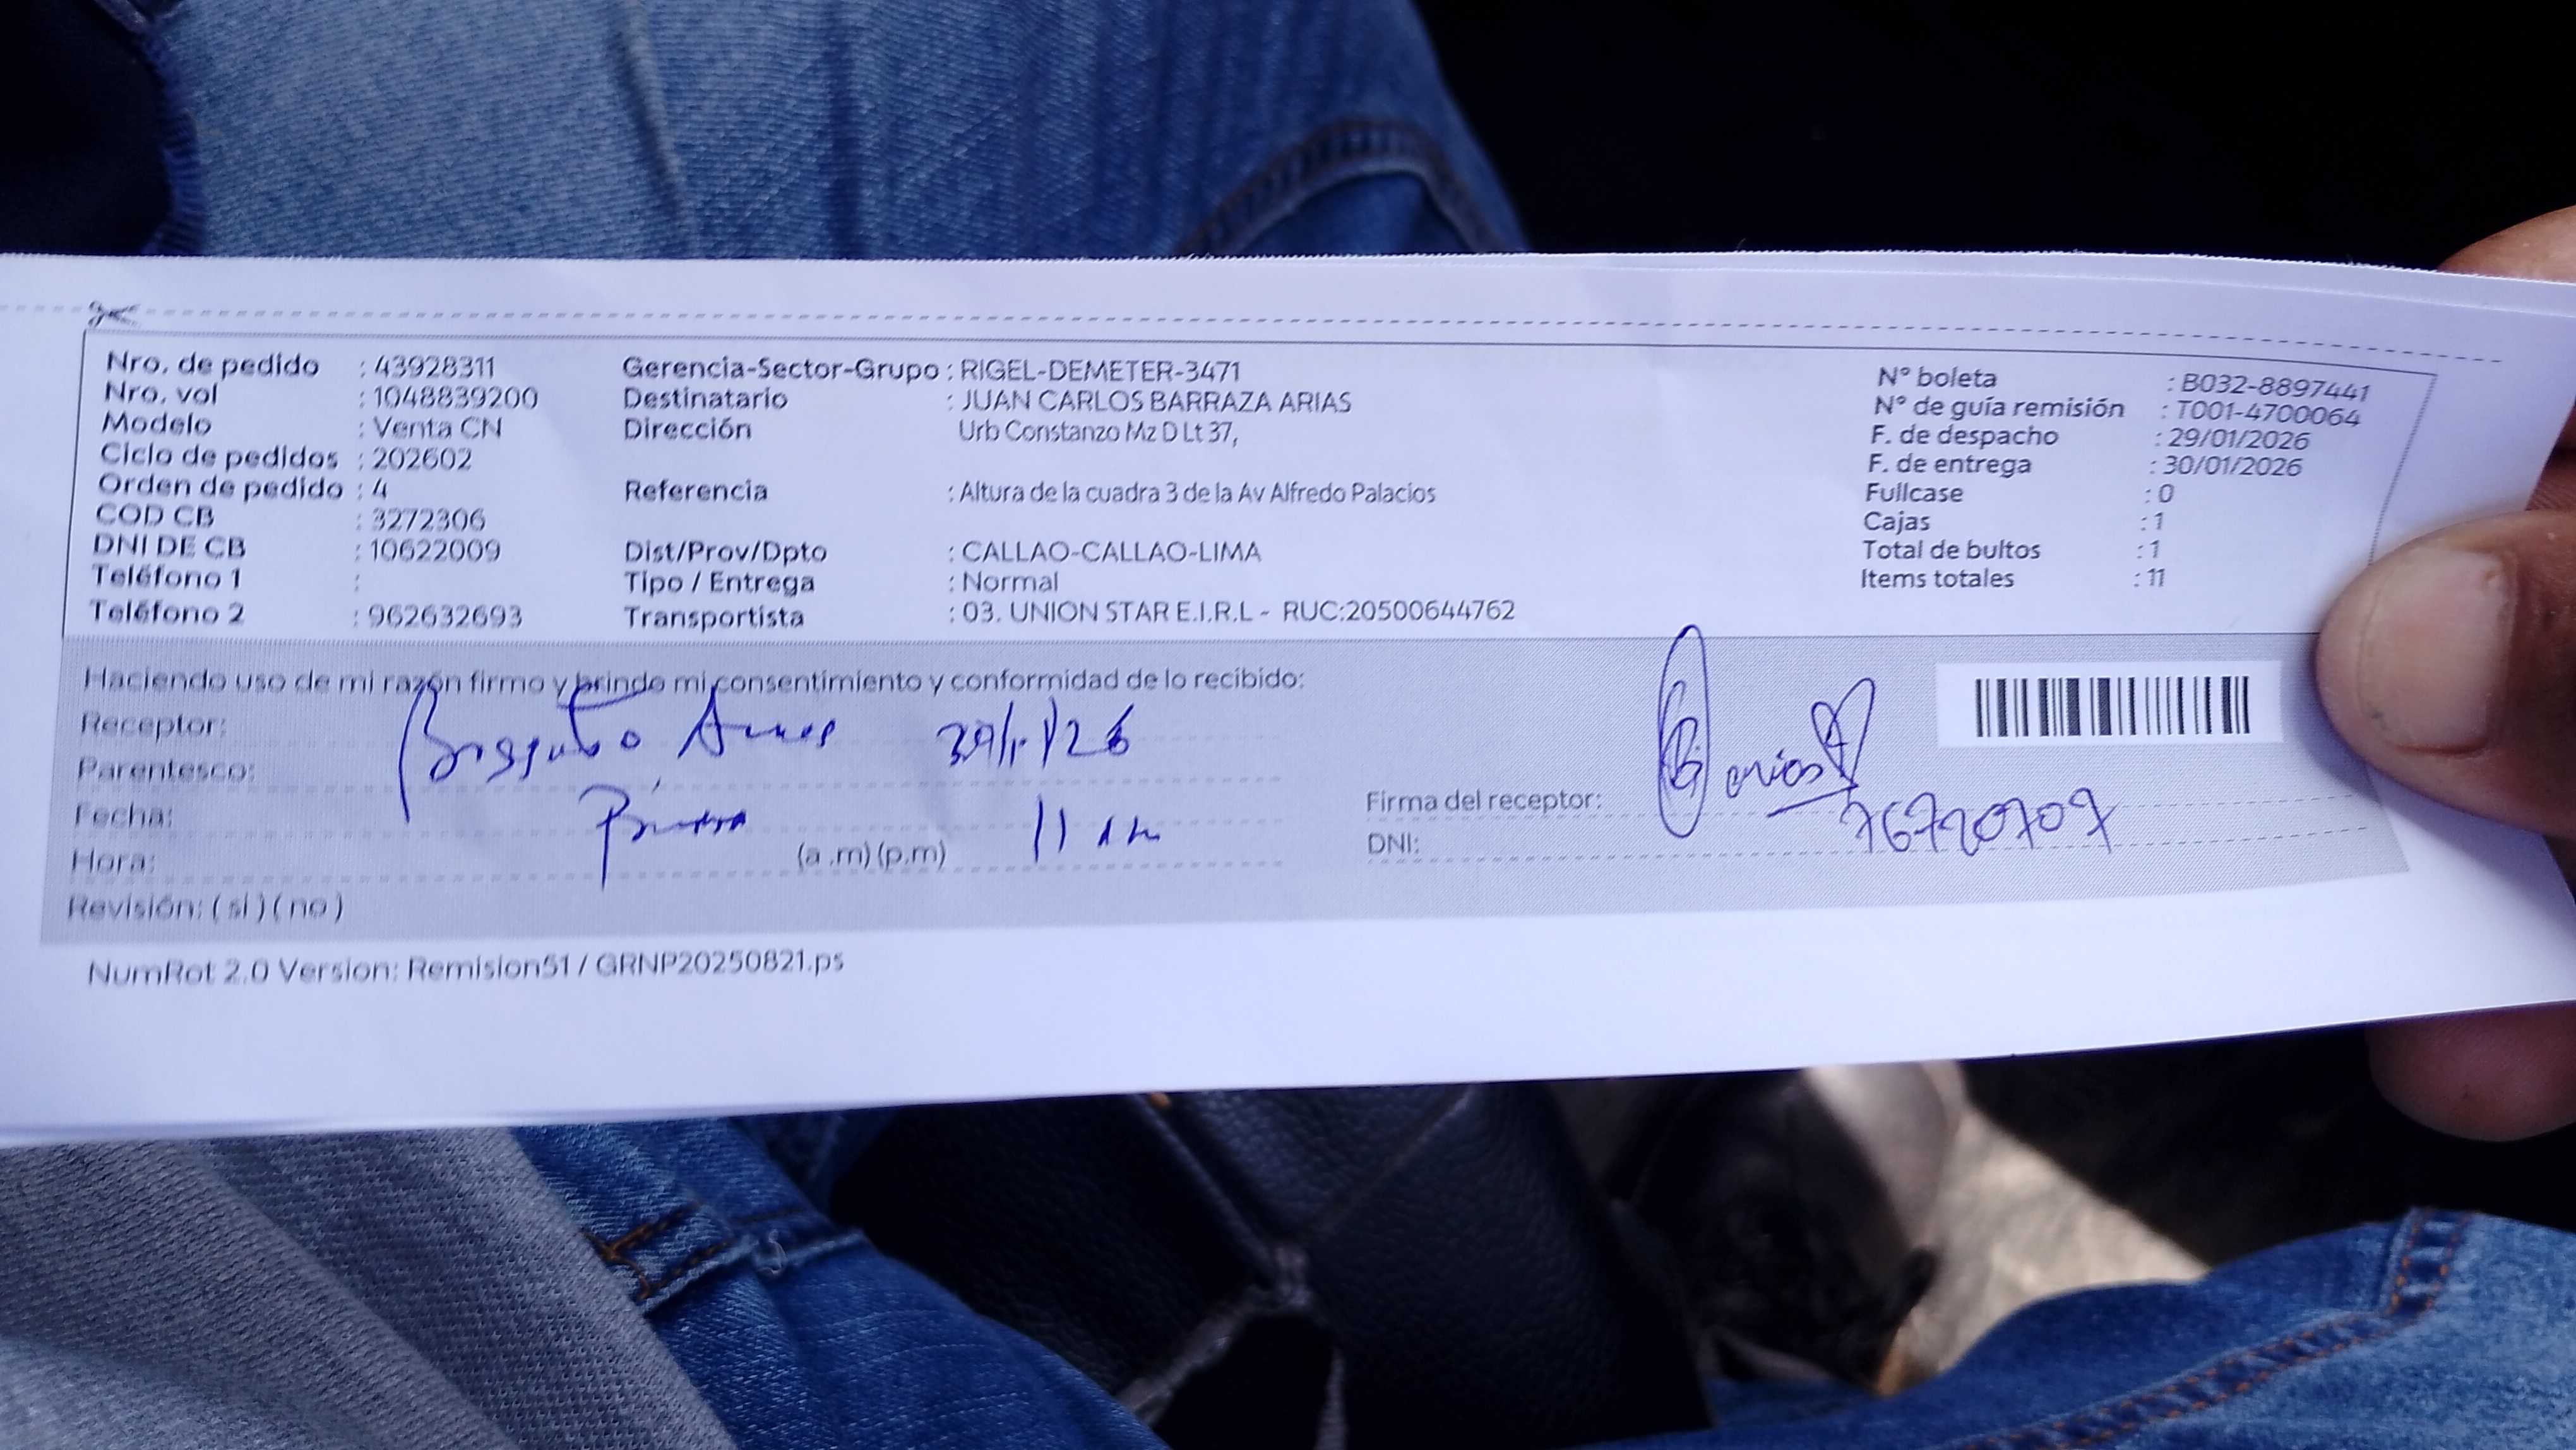 Nro. de pedido : 43928311
Nro. vol : 1048839200
Modelo : Venta CN
Ciclo de pedidos : 202602
Orden de pedido : 4
COD CB : 3272306
DNI DE CB : 10622009
Teléfono 1 :
Teléfono 2 : 962632693
Gerencia-Sector-Grupo : RIGEL-DEMETER-3471
Destinatario : JUAN CARLOS BARRAZA ARIAS
Dirección Urb Constanzo Mz D Lt 37,
Referencia : Altura de la cuadra 3 de la Av Alfredo Palacios
Dist/Prov/Dpto : CALLAO-CALLAO-LIMA
Tipo / Entrega : Normal
Transportista : 03. UNION STAR E.I.R.L - RUC:20500644762
N° boleta : B032-8897441
N° de guía remisión : T001-4700064
F. de despacho : 29/01/2026
F. de entrega : 30/01/2026
Fullcase : 0
Cajas : 1
Total de bultos : 1
Items totales : 11
Haciendo uso de mi razón firmo y brindo mi consentimiento y conformidad de lo recibido:
Receptor:
Parentesco:
Fecha:
Hora: (a .m) (p.m) 11 am
Revisión: ( si ) ( no )
Firma del receptor: arias
DNI: 76720707
NumRot 2.0 Version: Remision51 / GRNP20250821.ps